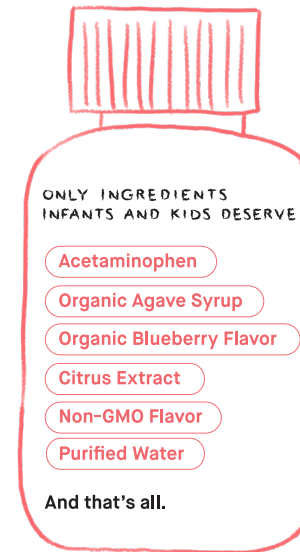 ONLY INGREDIENTS
INFANTS AND KIDS DESERVE
Acetaminophen
Organic Agave Syrup
Organic Blueberry Flavor
Citrus Extract
Non-GMO Flavor
Purified Water
And that's all.